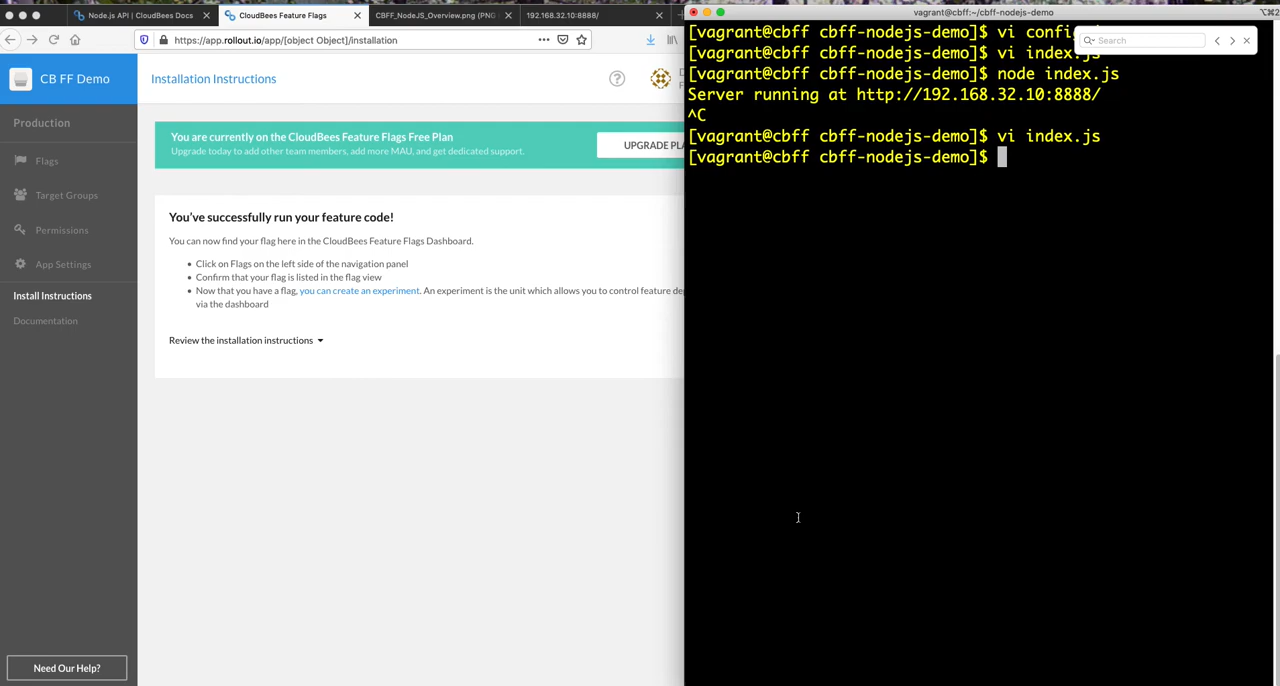 Node.js API | CloudBees Docs
CloudBees Feature Flags
CBFF_NodeJS_Overview.png (PNG
192.168.32.10:8888/
https://app.rollout.io/app/[object Object]/installation
CB FF Demo
Production
Flags
Target Groups
Permissions
App Settings
Install Instructions
Documentation
Need Our Help?
Installation Instructions
You are currently on the CloudBees Feature Flags Free Plan
Upgrade today to add other team members, add more MAU, and get dedicated support.
UPGRADE PLA
You've successfully run your feature code!
You can now find your flag here in the CloudBees Feature Flags Dashboard.
Click on Flags on the left side of the navigation panel
Confirm that your flag is listed in the flag view
Now that you have a flag, you can create an experiment. An experiment is the unit which allows you to control feature de
via the dashboard
Review the installation instructions
vagrant@cbff:~/cbff-nodejs-demo
⌥⌘2
Search
[vagrant@cbff cbff-nodejs-demo]$ vi config
[vagrant@cbff cbff-nodejs-demo]$ vi index.js
[vagrant@cbff cbff-nodejs-demo]$ node index.js
Server running at http://192.168.32.10:8888/
^C
[vagrant@cbff cbff-nodejs-demo]$ vi index.js
[vagrant@cbff cbff-nodejs-demo]$